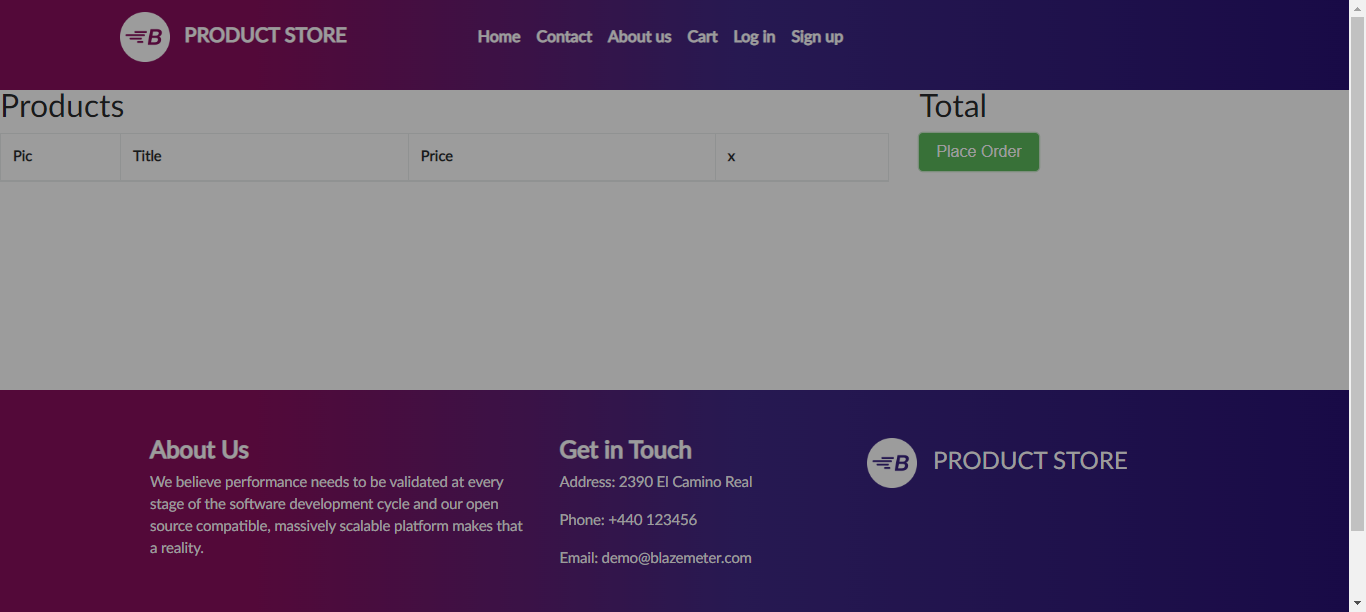 B PRODUCT STORE
Home Contact About us Cart Log in Sign up
Products
Pic Title Price x
Total
Place Order
About Us
We believe performance needs to be validated at every
stage of the software development cycle and our open
source compatible, massively scalable platform makes that
a reality.
Get in Touch
Address: 2390 El Camino Real
Phone: +440 123456
Email: demo@blazemeter.com
B PRODUCT STORE